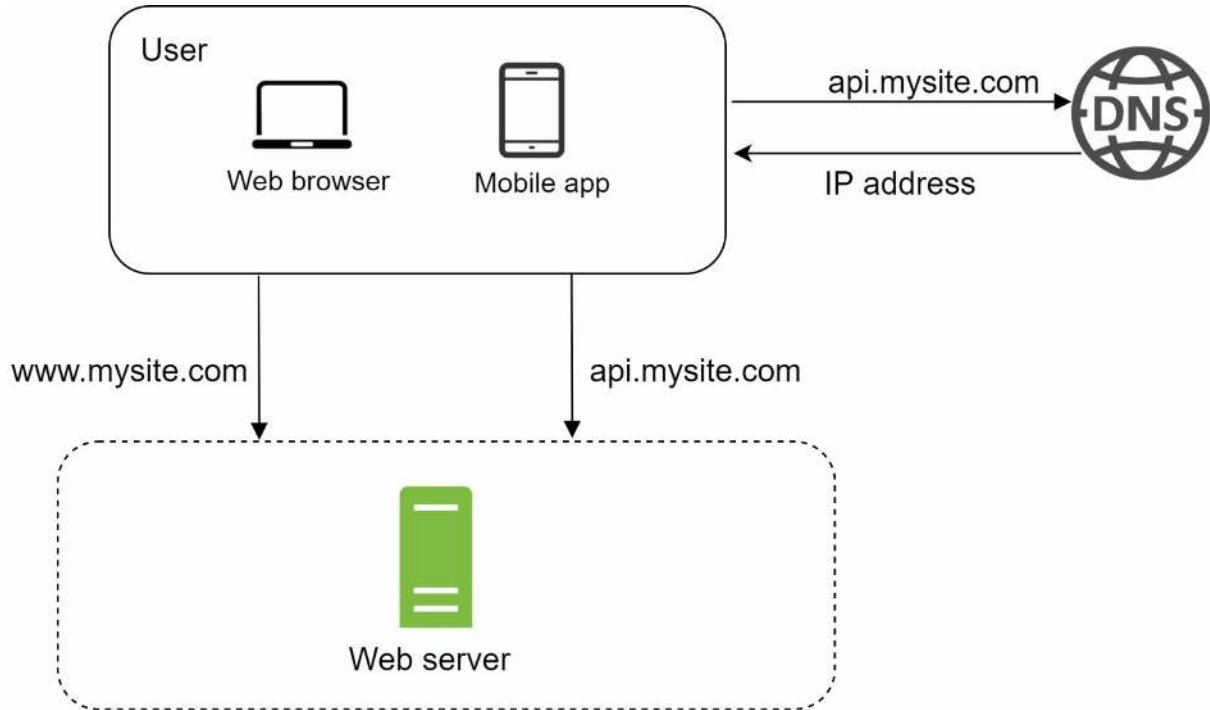 User
Web browser
Mobile app
api.mysite.com
DNS
IP address
www.mysite.com
api.mysite.com
Web server